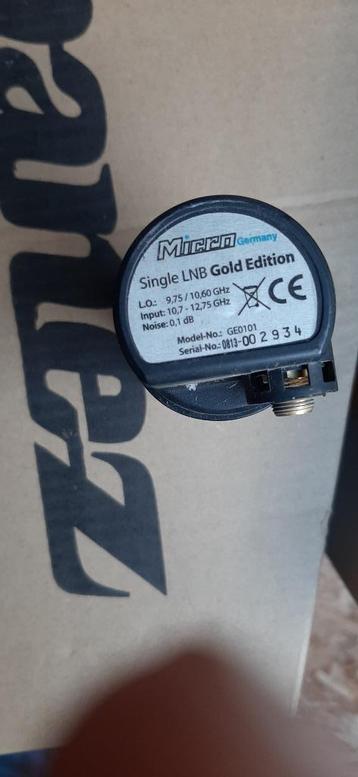 Micro Germany
Single LNB Gold Edition
L.O.: 9,75 / 10,60 GHz
Input: 10,7 - 12,75 GHz
Noise: 0,1 dB
CE
Model-No.: GE0101
Serial-No.: 0813-002934